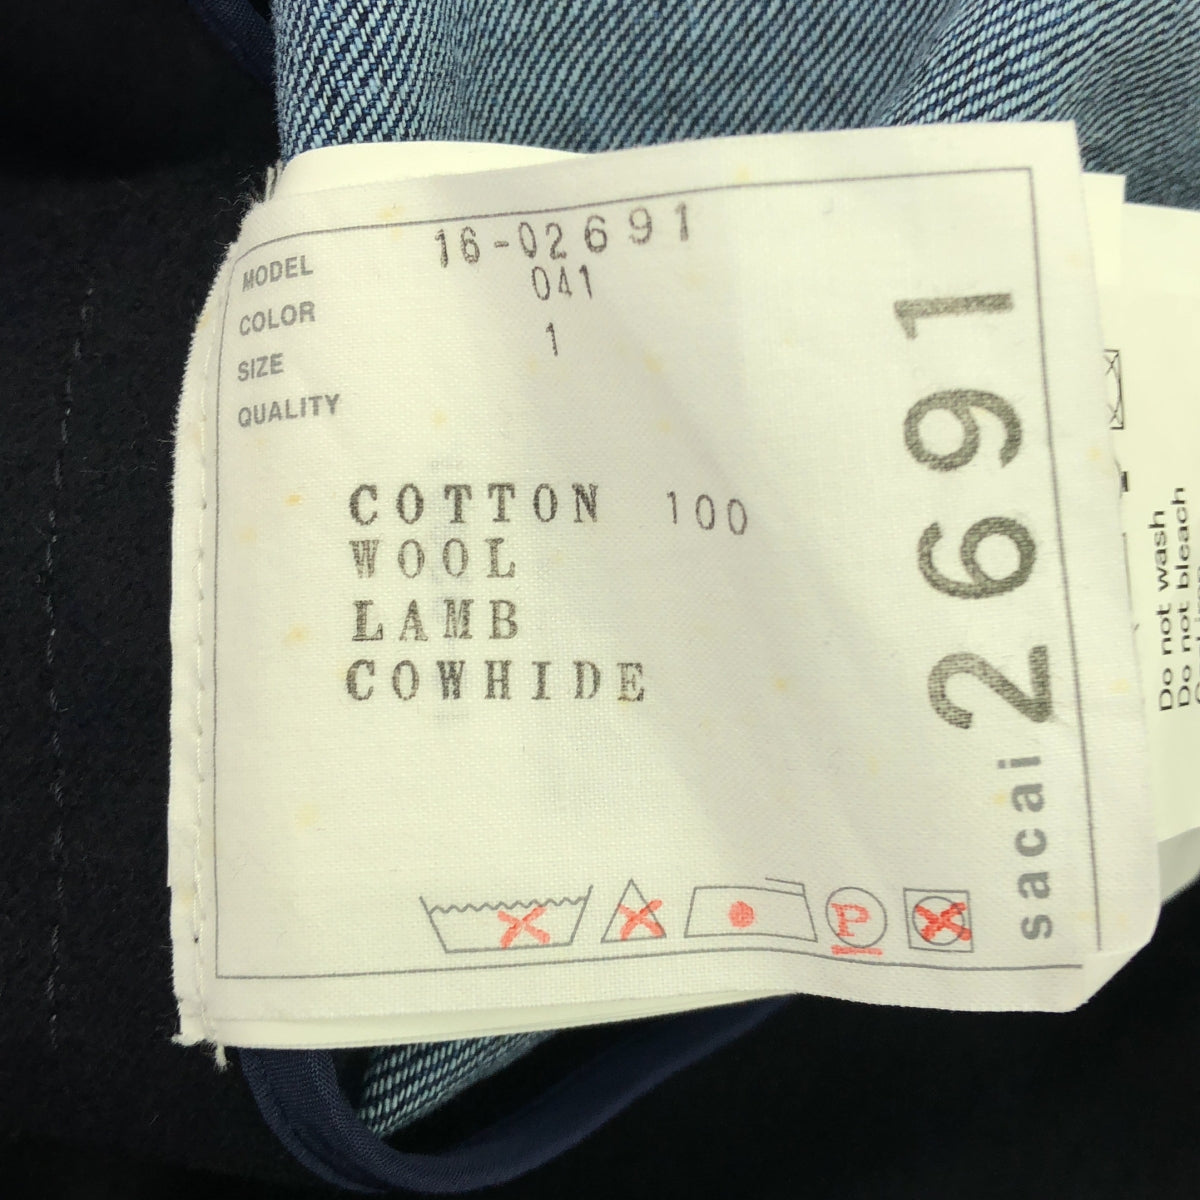 MODEL 16-02691
COLOR 041
SIZE 1
QUALITY
COTTON 100
WOOL
LAMB
COWHIDE
P
sacai 2691
Do not wash
Do not bleach